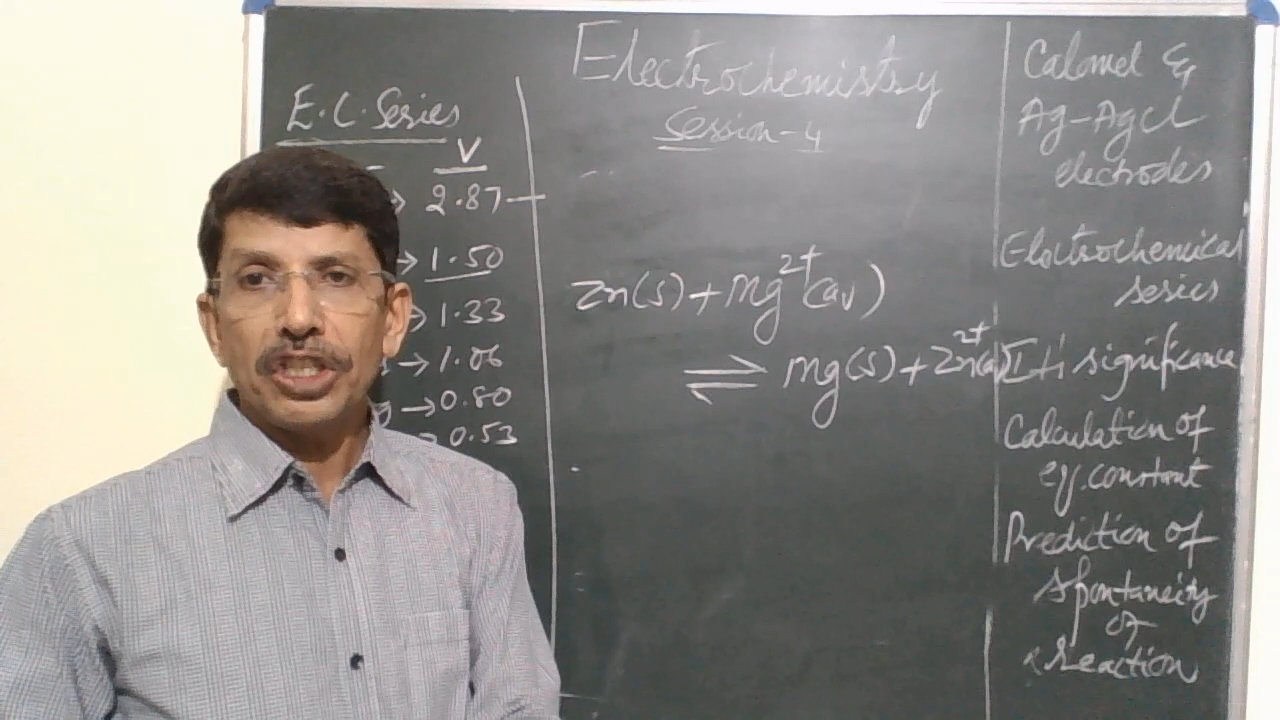 Electrochemistry
Session-4
E.C. Series
V
→ 2.87
→ 1.50
→ 1.33
→ 1.06
→ 0.80
→ 0.53
Zn(s) + Mg²⁺(aq)
⇌ Mg(s) + Zn²⁺(a
Calomel &
Ag-AgCl
electrodes
Electrochemical
series
It's significance
Calculation of
eq. constant
Prediction of
spontaneity
of
reaction